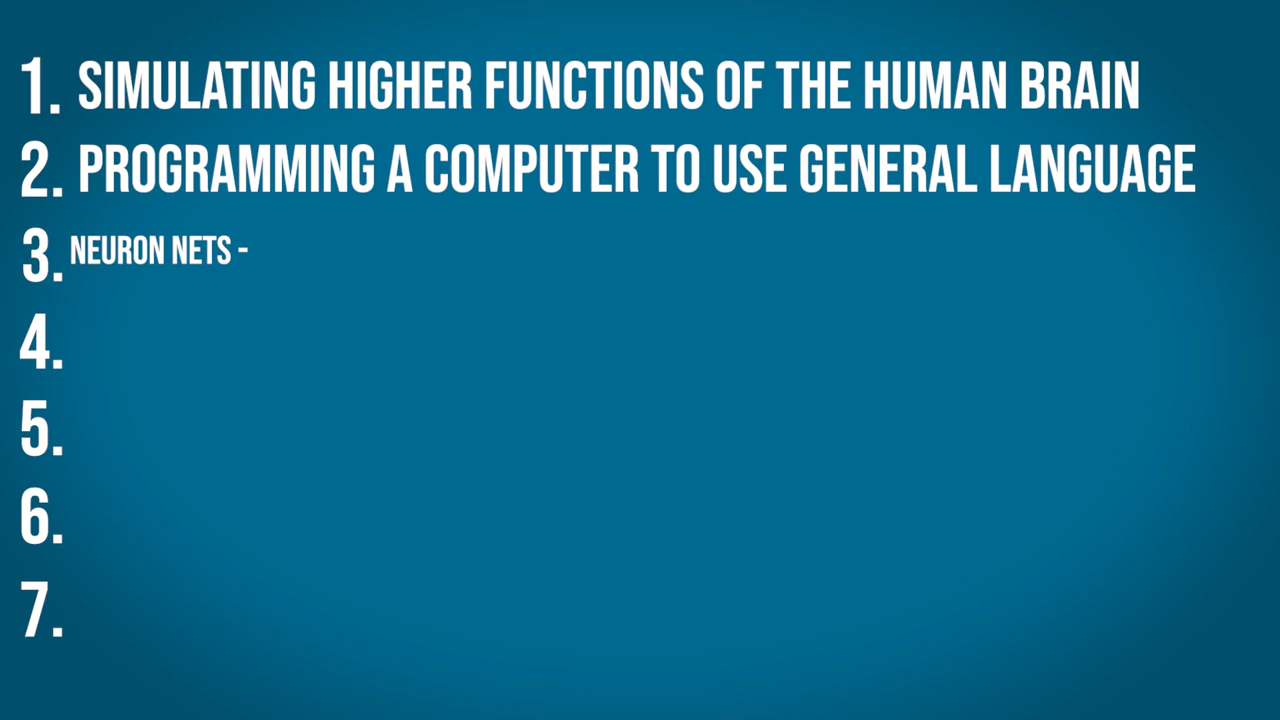 1. SIMULATING HIGHER FUNCTIONS OF THE HUMAN BRAIN
2. PROGRAMMING A COMPUTER TO USE GENERAL LANGUAGE
3. NEURON NETS -
4.
5.
6.
7.